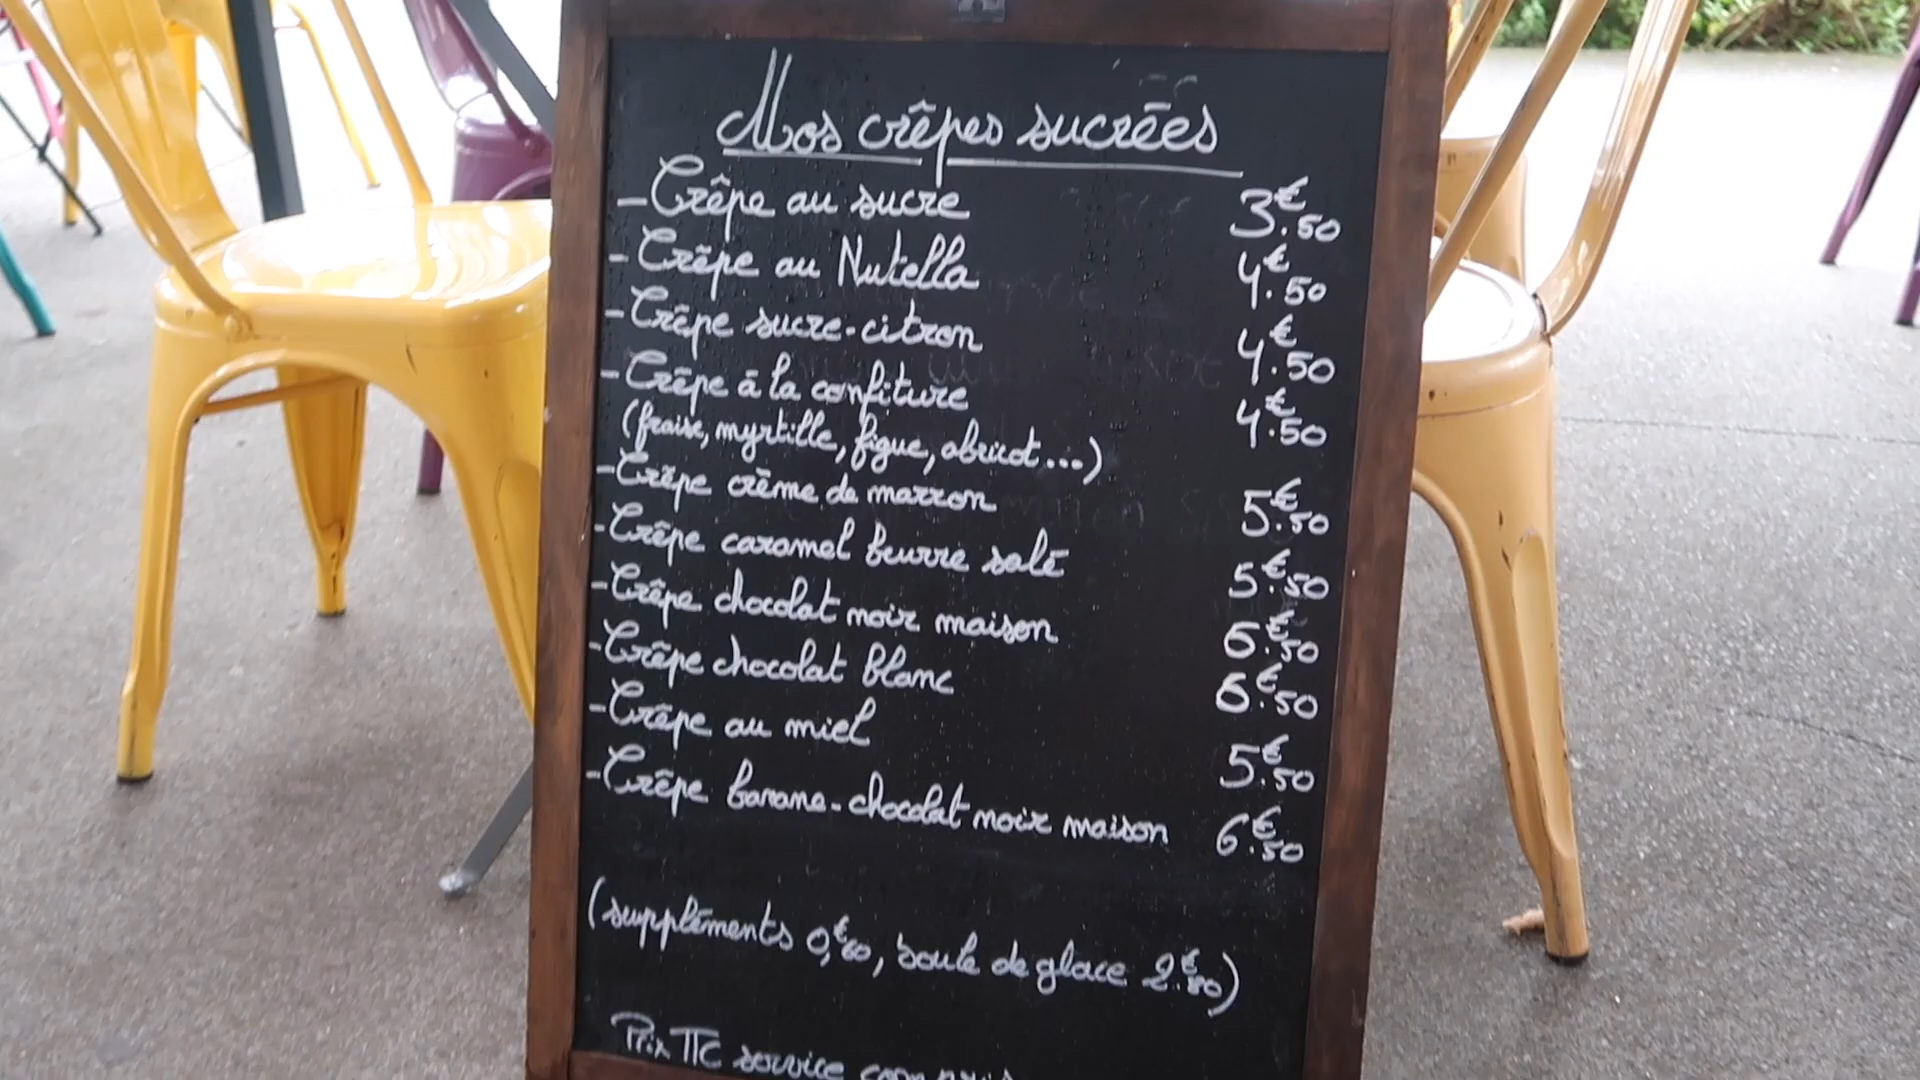 Nos crêpes sucrées
- Crêpe au sucre 3€.50
- Crêpe au Nutella 4€.50
- Crêpe sucre-citron 4€.50
- Crêpe à la confiture 4€.50
(fraise, myrtille, figue, abricot...)
- Crêpe crème de marron 5€.50
- Crêpe caramel beurre salé 5€.50
- Crêpe chocolat noir maison 6€.50
- Crêpe chocolat blanc 6€.50
- Crêpe au miel 5€.50
- Crêpe banane-chocolat noir maison 6€.50
(suppléments 0,€60, boule de glace 2€.80)
Prix TTC service compris